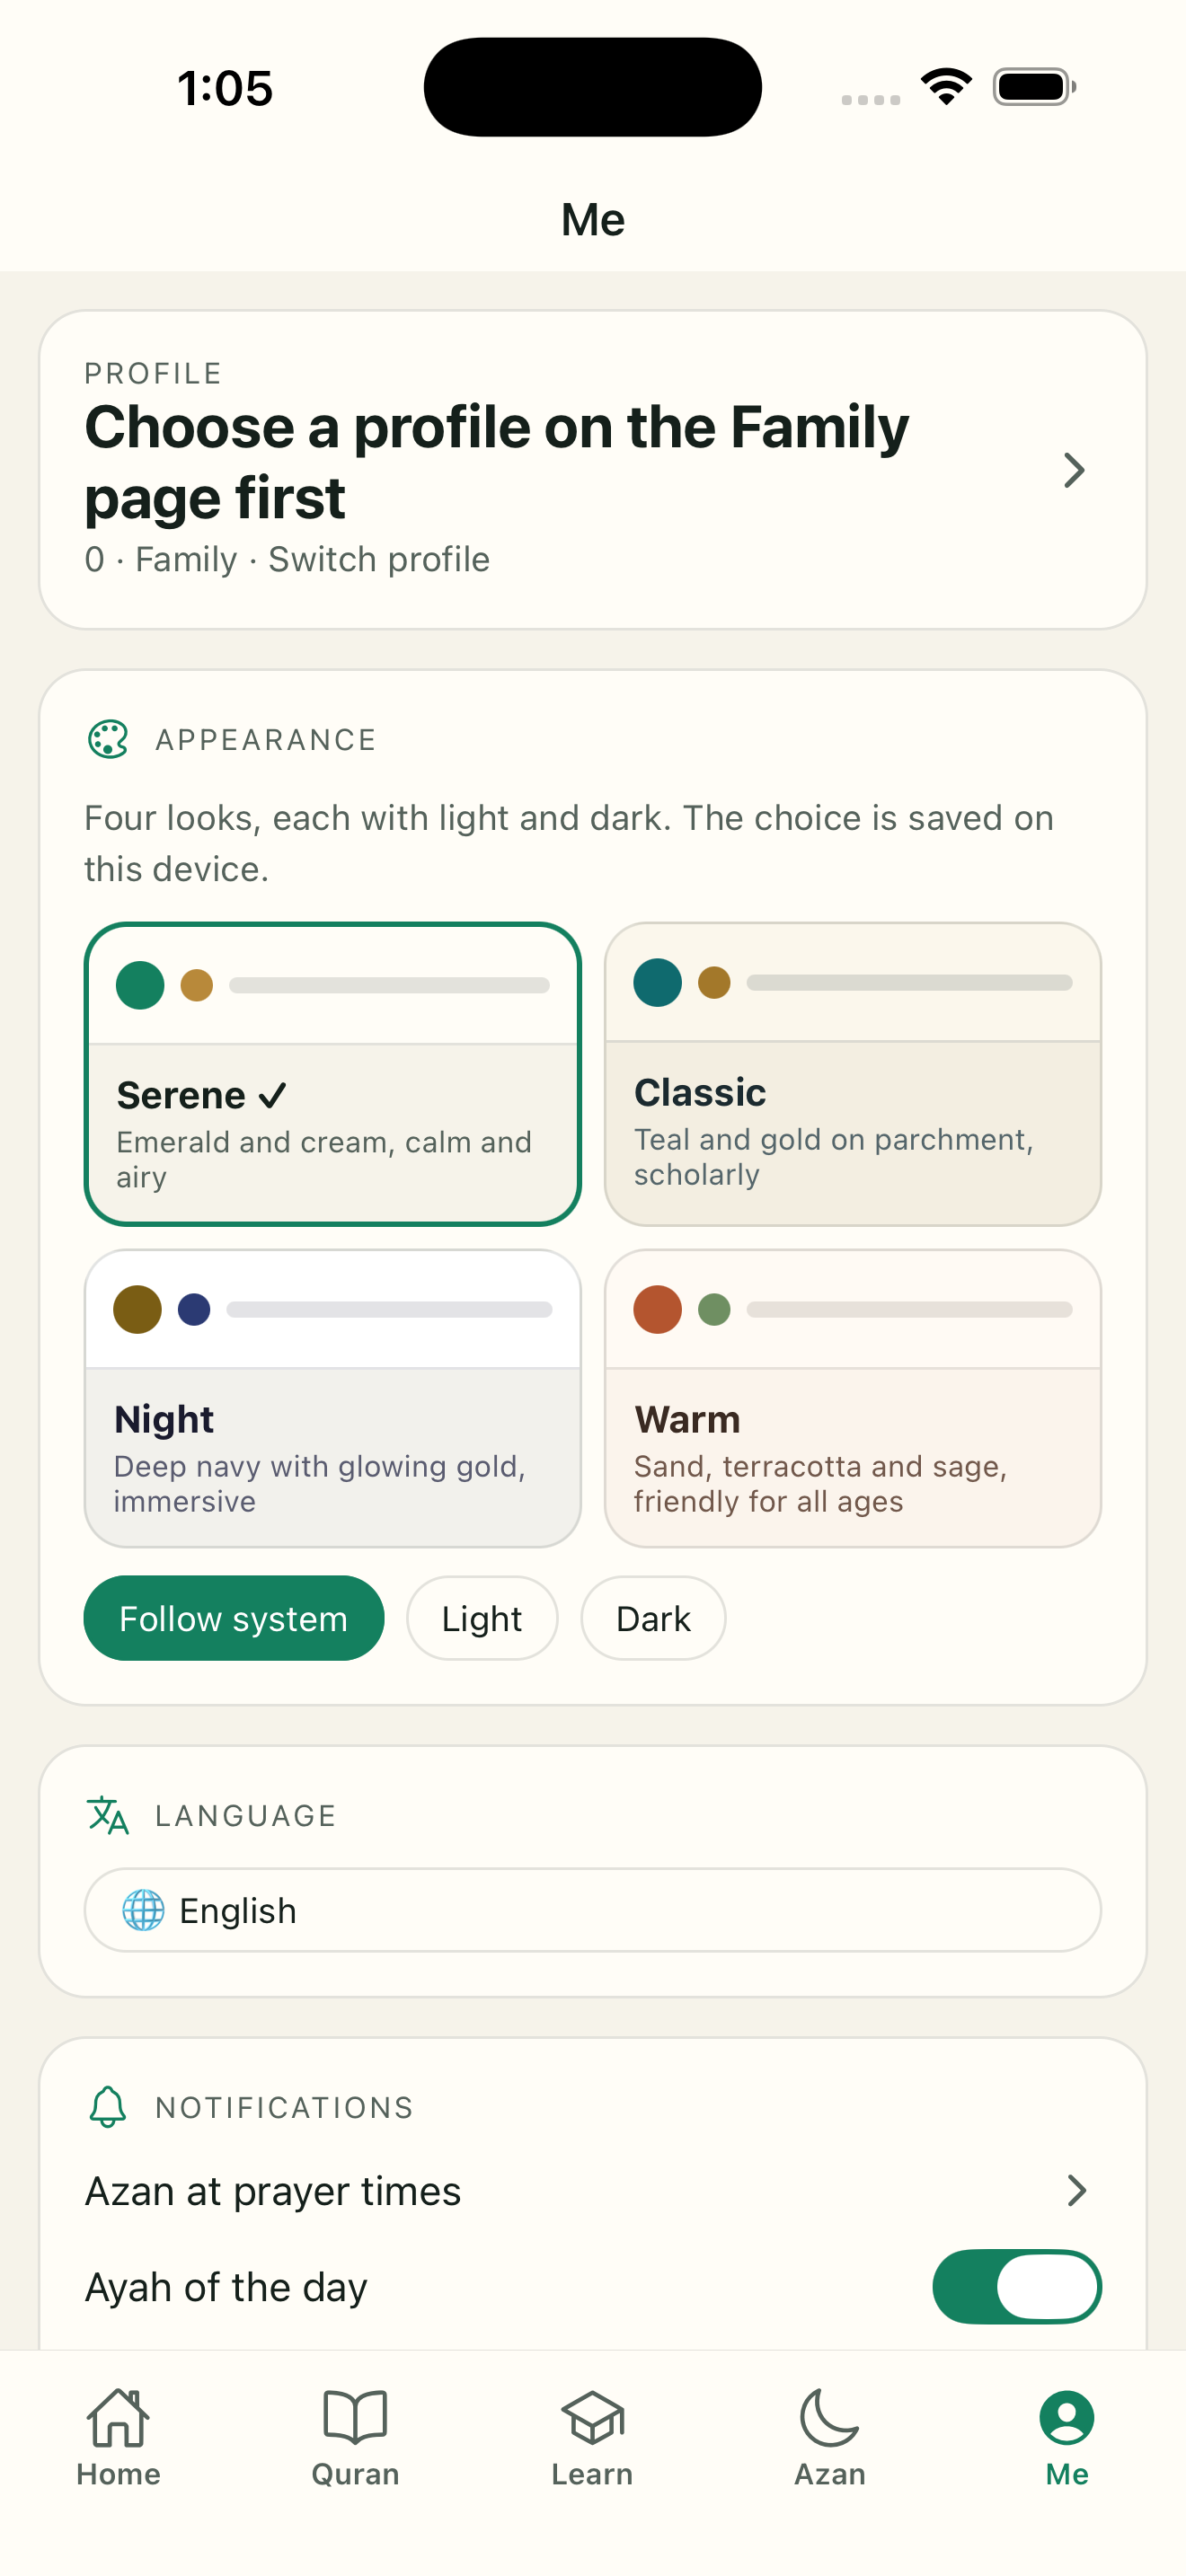 1:05
Me
PROFILE
Choose a profile on the Family
page first
0 · Family · Switch profile
APPEARANCE
Four looks, each with light and dark. The choice is saved on
this device.
Serene ✓
Emerald and cream, calm and
airy
Classic
Teal and gold on parchment,
scholarly
Night
Deep navy with glowing gold,
immersive
Warm
Sand, terracotta and sage,
friendly for all ages
Follow system
Light
Dark
LANGUAGE
🌐 English
NOTIFICATIONS
Azan at prayer times
Ayah of the day
Home
Quran
Learn
Azan
Me